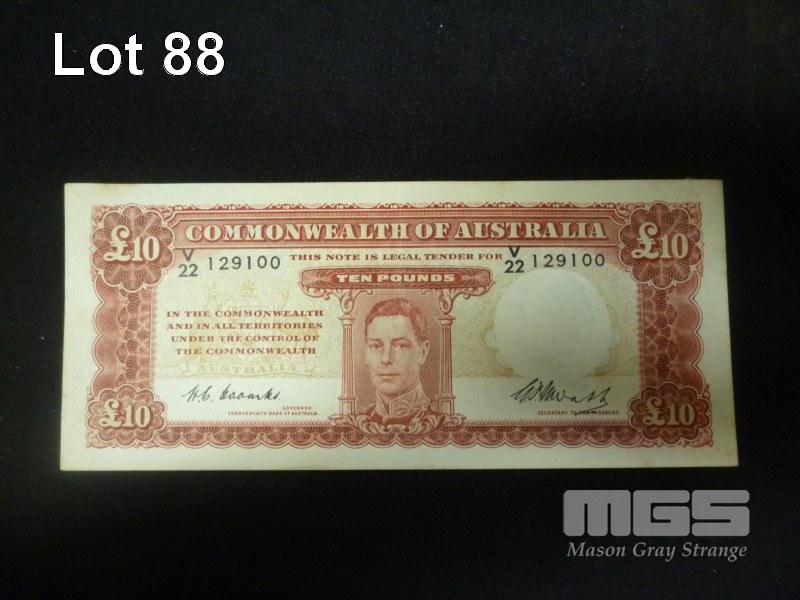 Lot 88
COMMONWEALTH OF AUSTRALIA
£10
£10
V
22 129100
THIS NOTE IS LEGAL TENDER FOR
V
22 129100
TEN POUNDS
IN THE COMMONWEALTH
AND IN ALL TERRITORIES
UNDER THE CONTROL OF
THE COMMONWEALTH
AUSTRALIA
GOVERNOR
COMMONWEALTH BANK OF AUSTRALIA.
SECRETARY TO THE TREASURY.
£10
£10
MGS
Mason Gray Strange